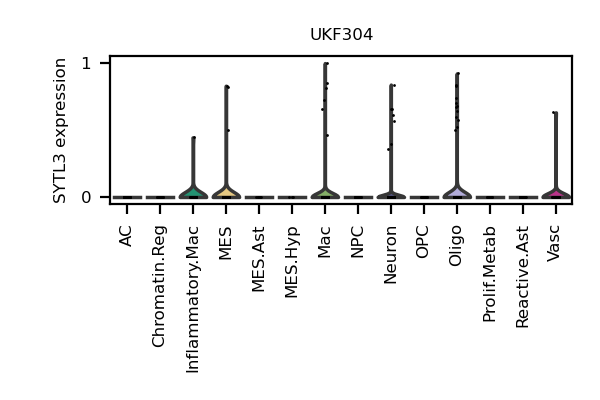 UKF304
SYTL3 expression
1
0
AC
Chromatin.Reg
Inflammatory.Mac
MES
MES.Ast
MES.Hyp
Mac
NPC
Neuron
OPC
Oligo
Prolif.Metab
Reactive.Ast
Vasc